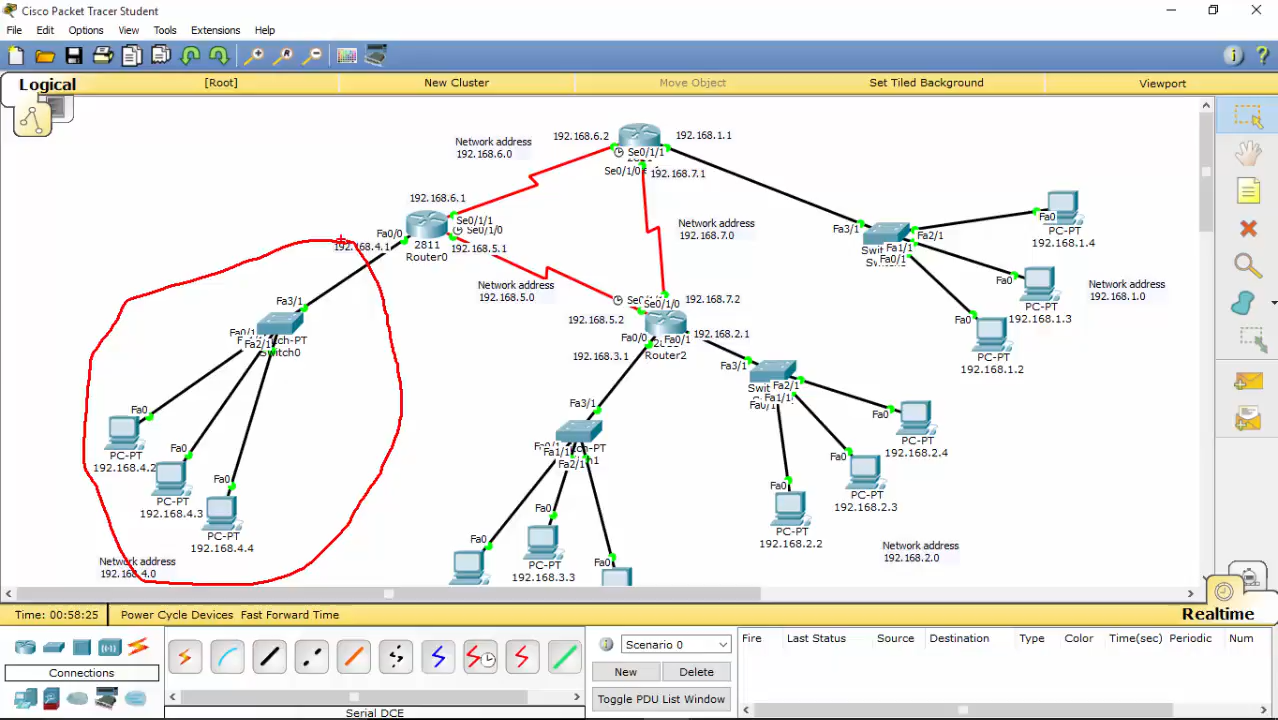 Cisco Packet Tracer Student
File Edit Options View Tools Extensions Help
Logical
[Root]
New Cluster
Move Object
Set Tiled Background
Viewport
Network address
192.168.6.0
192.168.6.2
192.168.1.1
Se0/1/1
Se0/1/0
192.168.7.1
192.168.6.1
Se0/1/1
Se0/1/0
Fa0/0
192.168.4.1
2811
Router0
192.168.5.1
Network address
192.168.7.0
Network address
192.168.5.0
Fa3/1
Fa2/1
Fa1/1
Fa0/1
Fa0
PC-PT
192.168.1.4
Fa0
PC-PT
192.168.1.3
Network address
192.168.1.0
Fa0
PC-PT
192.168.1.2
Fa3/1
Fa2/1
Switch0
Fa0
PC-PT
192.168.4.2
Fa0
PC-PT
192.168.4.3
Fa0
PC-PT
192.168.4.4
Network address
192.168.4.0
Se0/1/0
192.168.7.2
192.168.5.2
Fa0/0
Fa0/1
192.168.2.1
Router2
192.168.3.1
Fa3/1
Fa2/1
Fa1/1
Fa0
PC-PT
192.168.2.4
Fa0
PC-PT
192.168.2.3
Fa0
PC-PT
192.168.2.2
Network address
192.168.2.0
Fa3/1
Fa1/1
Fa2/1
Fa0
Fa0
PC-PT
192.168.3.3
Fa0
Time: 00:58:25
Power Cycle Devices Fast Forward Time
Realtime
Connections
Serial DCE
Scenario 0
New
Delete
Toggle PDU List Window
Fire Last Status Source Destination Type Color Time(sec) Periodic Num